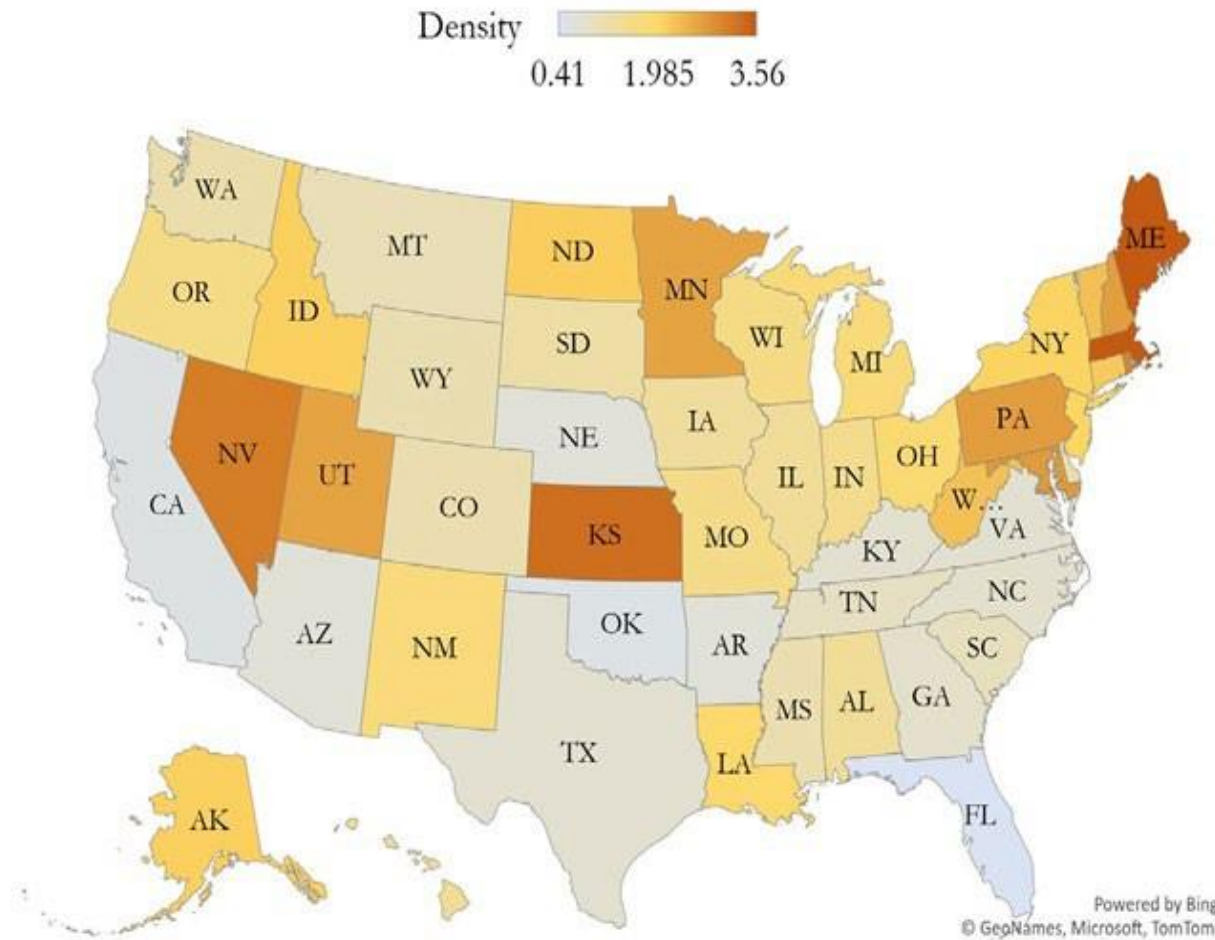 Density
0.41 1.985 3.56
WA
MT
ND
MN
ME
OR
ID
SD
WI
NY
WY
MI
NE
IA
PA
NV
UT
CO
IL
IN
OH
W...
CA
KS
MO
VA
KY
AZ
NM
OK
AR
TN
NC
SC
TX
MS
AL
GA
LA
AK
FL
Powered by Bing
© GeoNames, Microsoft, TomTom